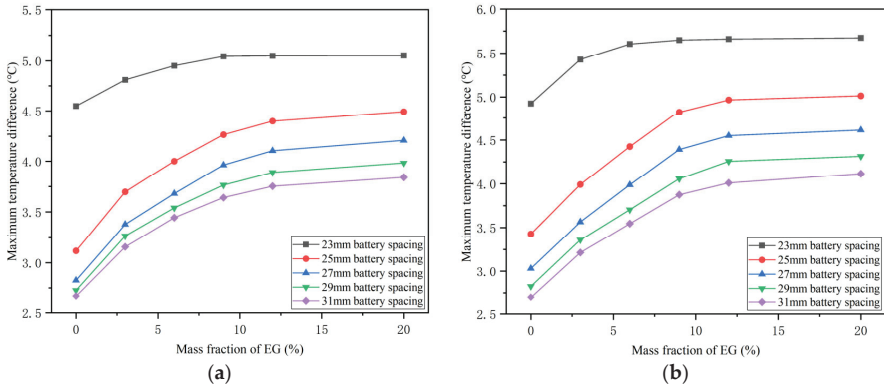 5.5
5.0
4.5
4.0
3.5
3.0
2.5
Maximum temperature difference (℃)
23mm battery spacing
25mm battery spacing
27mm battery spacing
29mm battery spacing
31mm battery spacing
0
5
10
15
20
Mass fraction of EG (%)
(a)
6.0
5.5
5.0
4.5
4.0
3.5
3.0
2.5
Maximum temperature difference (℃)
23mm battery spacing
25mm battery spacing
27mm battery spacing
29mm battery spacing
31mm battery spacing
0
5
10
15
20
Mass fraction of EG (%)
(b)